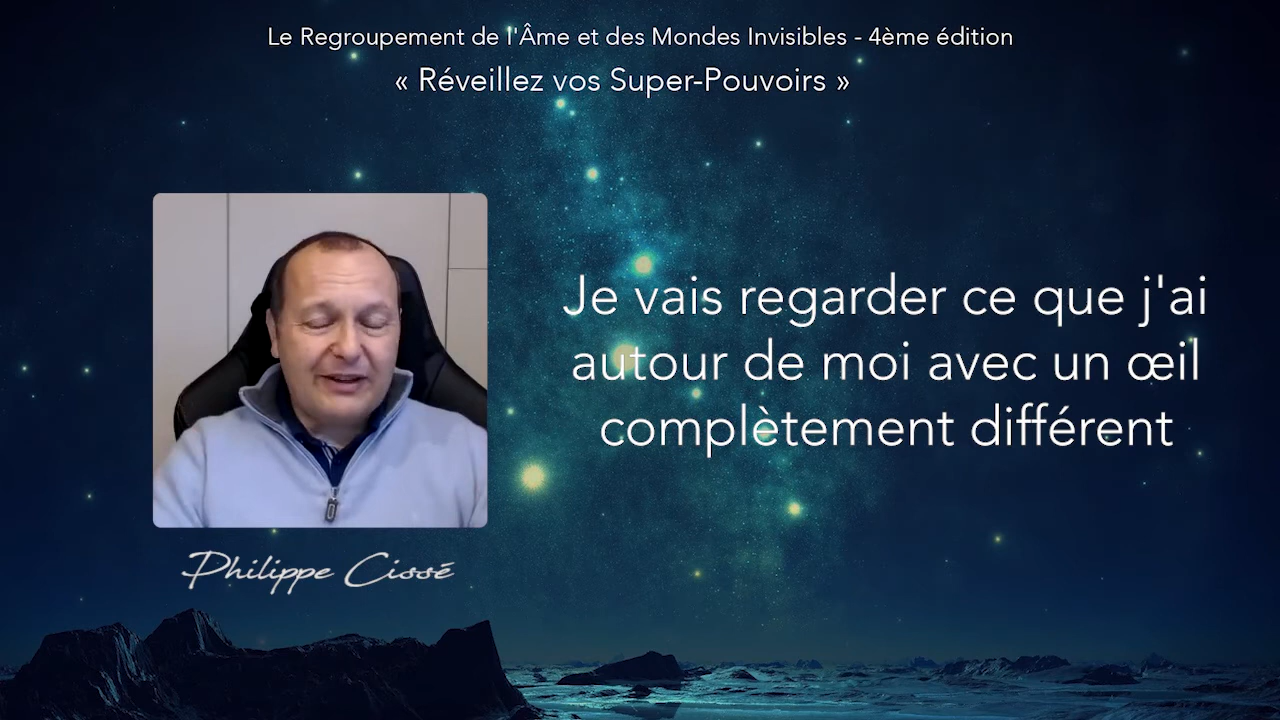 Le Regroupement de l'Âme et des Mondes Invisibles - 4ème édition
« Réveillez vos Super-Pouvoirs »
Je vais regarder ce que j'ai
autour de moi avec un œil
complètement différent
Philippe Cissé